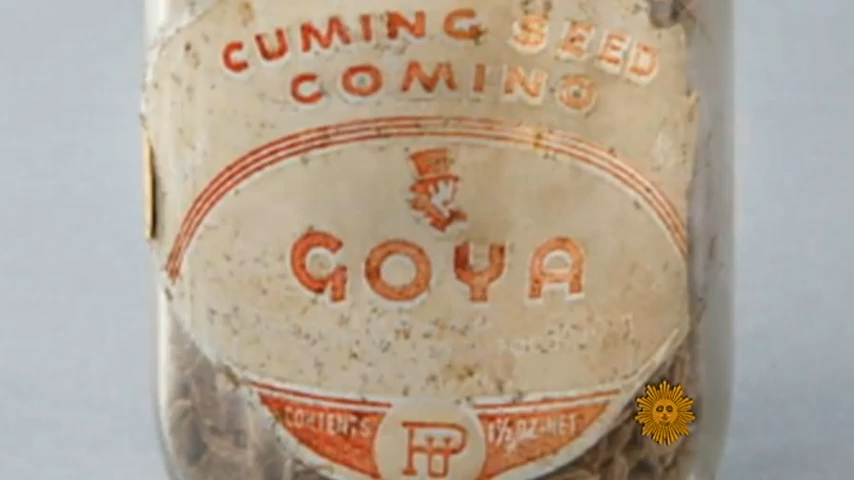 CUMING SEED
COMINO
GOYA
CONTENTS 1½ OZ. NET